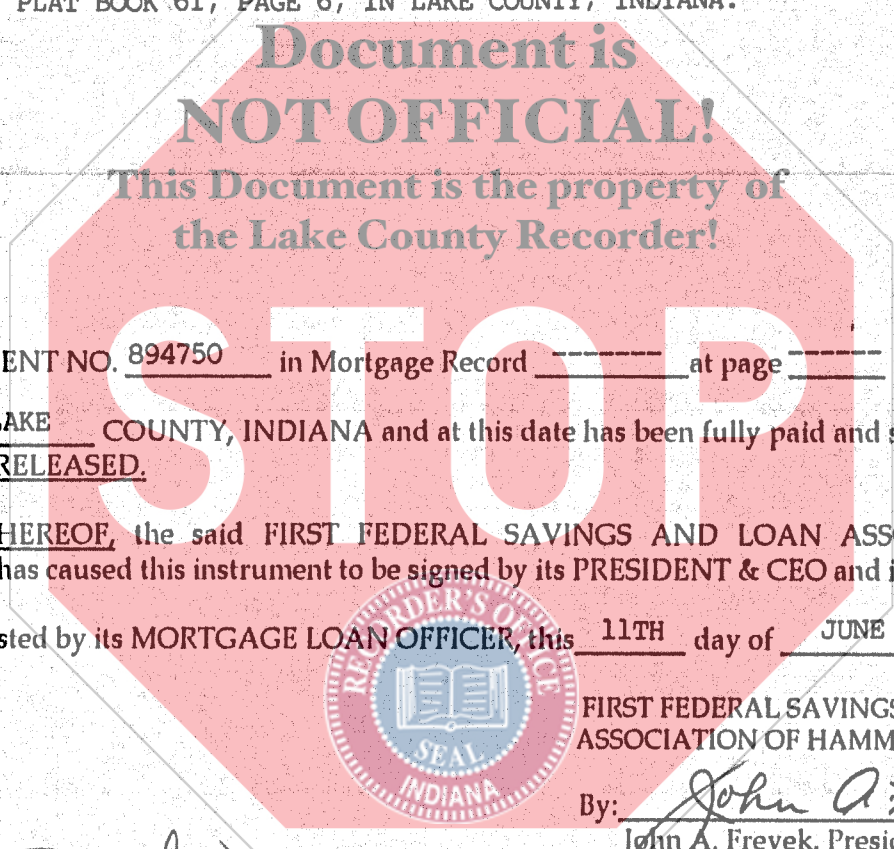 PLAT BOOK 61, PAGE 6, IN LAKE COUNTY, INDIANA.
Document is
NOT OFFICIAL!
This Document is the property of
the Lake County Recorder!
STOP
ENT NO. 894750 in Mortgage Record -------- at page ------
LAKE COUNTY, INDIANA and at this date has been fully paid and s
RELEASED.
HEREOF, the said FIRST FEDERAL SAVINGS AND LOAN ASS
has caused this instrument to be signed by its PRESIDENT & CEO and i
sted by its MORTGAGE LOAN OFFICER, this 11TH day of JUNE
RECORDER'S OFFICE
SEAL
INDIANA
FIRST FEDERAL SAVINGS
ASSOCIATION OF HAMM
By: John A.
John A. Freyek, Presi